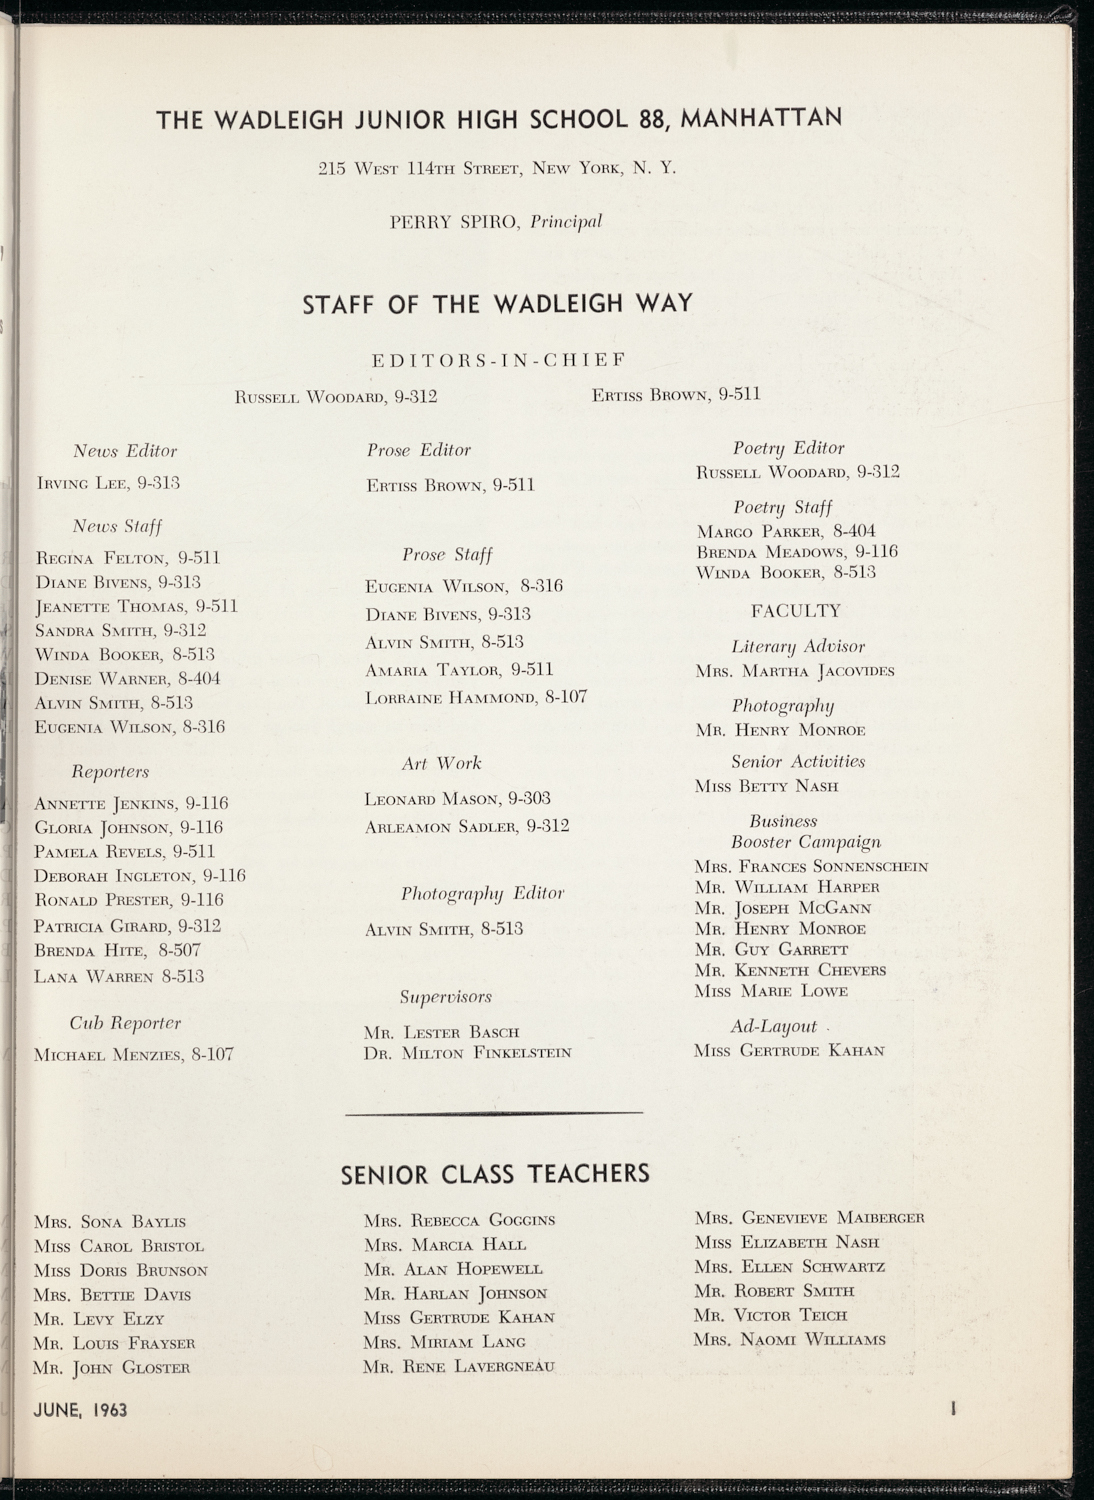 THE WADLEIGH JUNIOR HIGH SCHOOL 88, MANHATTAN
215 West 114th Street, New York, N. Y.
PERRY SPIRO, Principal
STAFF OF THE WADLEIGH WAY
EDITORS-IN-CHIEF
Russell Woodard, 9-312
Ertiss Brown, 9-511
News Editor
Irving Lee, 9-313
News Staff
Regina Felton, 9-511
Diane Bivens, 9-313
Jeanette Thomas, 9-511
Sandra Smith, 9-312
Winda Booker, 8-513
Denise Warner, 8-404
Alvin Smith, 8-513
Eugenia Wilson, 8-316
Reporters
Annette Jenkins, 9-116
Gloria Johnson, 9-116
Pamela Revels, 9-511
Deborah Ingleton, 9-116
Ronald Prester, 9-116
Patricia Girard, 9-312
Brenda Hite, 8-507
Lana Warren 8-513
Cub Reporter
Michael Menzies, 8-107
Prose Editor
Ertiss Brown, 9-511
Prose Staff
Eugenia Wilson, 8-316
Diane Bivens, 9-313
Alvin Smith, 8-513
Amaria Taylor, 9-511
Lorraine Hammond, 8-107
Art Work
Leonard Mason, 9-303
Arleamon Sadler, 9-312
Photography Editor
Alvin Smith, 8-513
Supervisors
Mr. Lester Basch
Dr. Milton Finkelstein
Poetry Editor
Russell Woodard, 9-312
Poetry Staff
Margo Parker, 8-404
Brenda Meadows, 9-116
Winda Booker, 8-513
FACULTY
Literary Advisor
Mrs. Martha Jacovides
Photography
Mr. Henry Monroe
Senior Activities
Miss Betty Nash
Business
Booster Campaign
Mrs. Frances Sonnenschein
Mr. William Harper
Mr. Joseph McGann
Mr. Henry Monroe
Mr. Guy Garrett
Mr. Kenneth Chevers
Miss Marie Lowe
Ad-Layout
Miss Gertrude Kahan
SENIOR CLASS TEACHERS
Mrs. Sona Baylis
Miss Carol Bristol
Miss Doris Brunson
Mrs. Bettie Davis
Mr. Levy Elzy
Mr. Louis Frayser
Mr. John Gloster
Mrs. Rebecca Goggins
Mrs. Marcia Hall
Mr. Alan Hopewell
Mr. Harlan Johnson
Miss Gertrude Kahan
Mrs. Miriam Lang
Mr. Rene Lavergneau
Mrs. Genevieve Maiberger
Miss Elizabeth Nash
Mrs. Ellen Schwartz
Mr. Robert Smith
Mr. Victor Teich
Mrs. Naomi Williams
JUNE, 1963
1